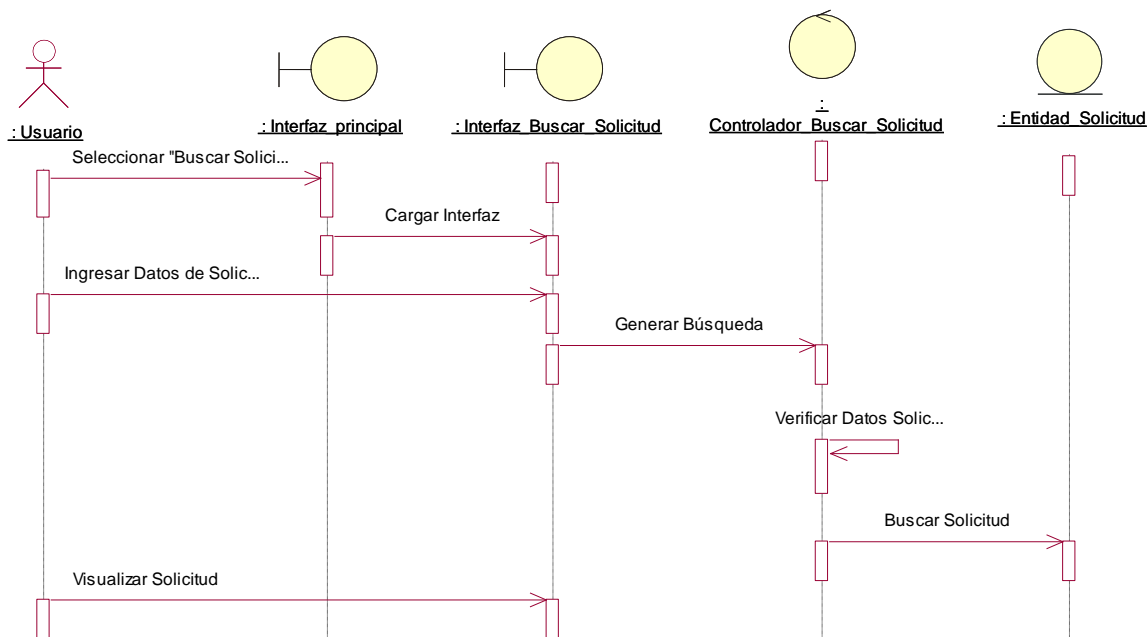 : Usuario
: Interfaz_principal
: Interfaz_Buscar_Solicitud
:
Controlador_Buscar_Solicitud
: Entidad_Solicitud
Seleccionar "Buscar Solici...
Cargar Interfaz
Ingresar Datos de Solic...
Generar Búsqueda
Verificar Datos Solic...
Buscar Solicitud
Visualizar Solicitud